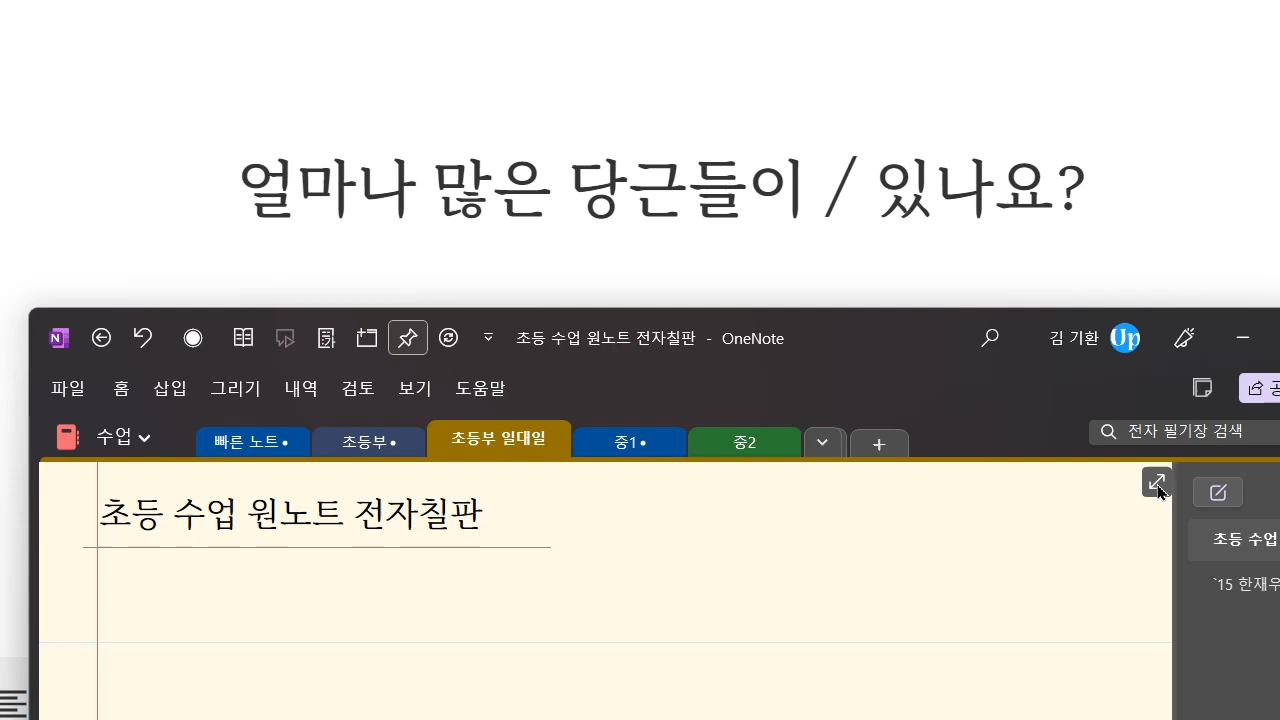 얼마나 많은 당근들이 / 있나요?
초등 수업 원노트 전자칠판 - OneNote
김 기환 Up
파일 홈 삽입 그리기 내역 검토 보기 도움말
수업 빠른 노트 초등부 초등부 일대일 중1 중2 전자 필기장 검색
초등 수업 원노트 전자칠판
초등 수업
`15 한재우